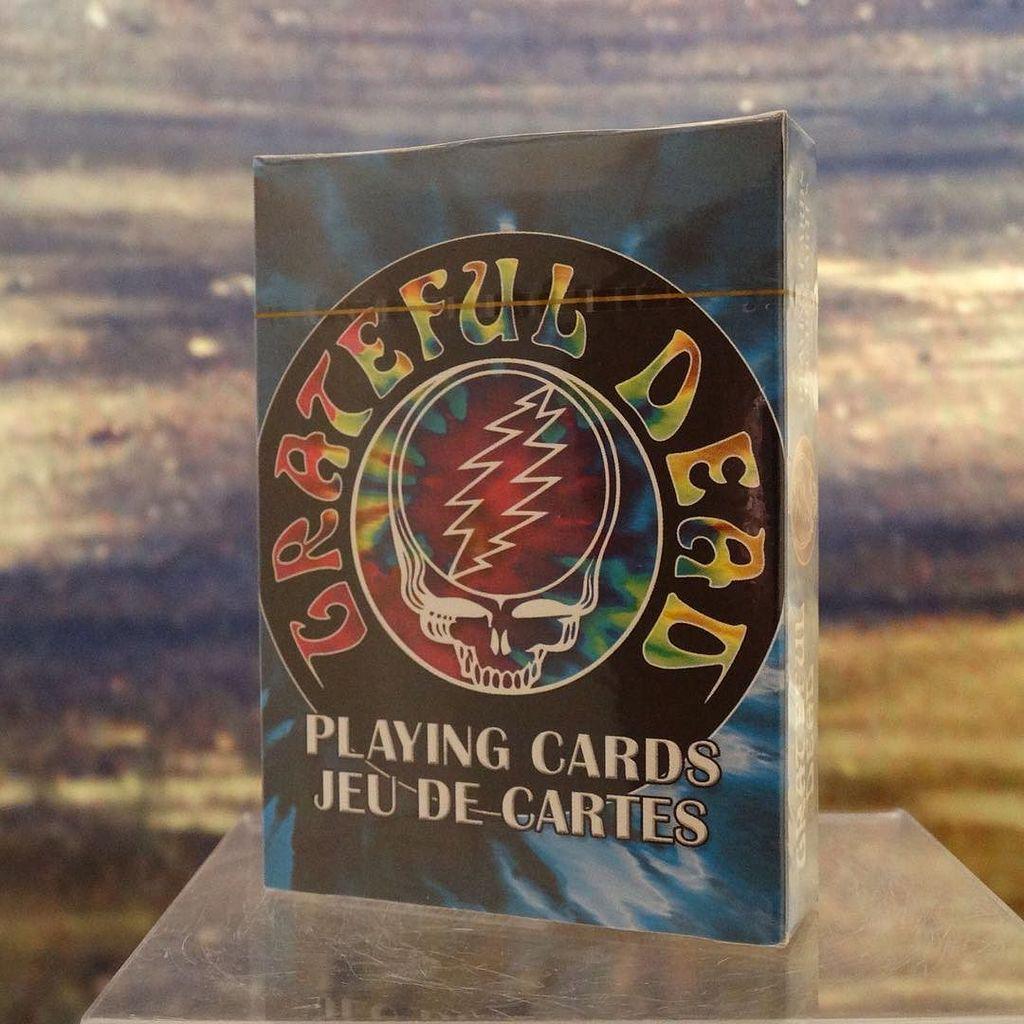 GRATEFUL DEAD
PLAYING CARDS
JEU DE CARTES